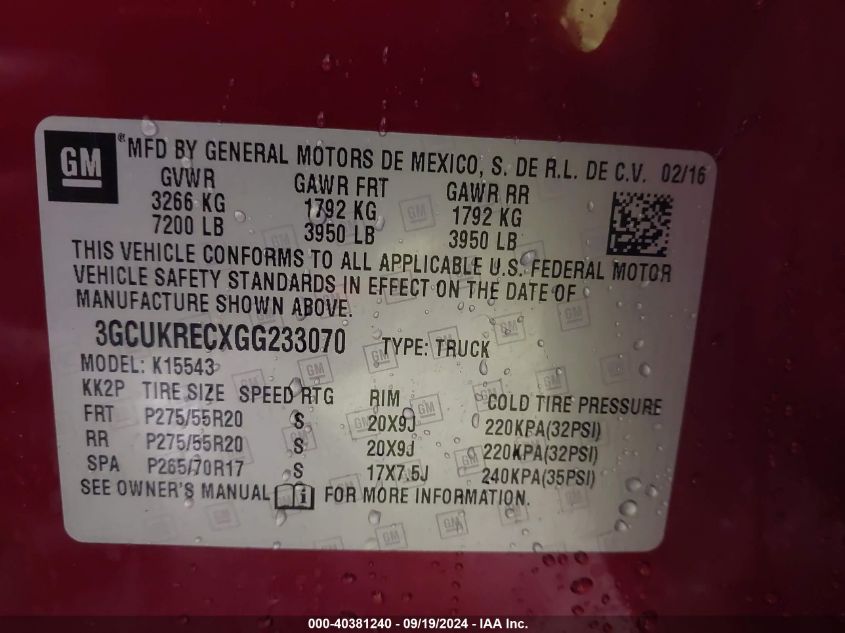 GM
® MFD BY GENERAL MOTORS DE MEXICO, S. DE R.L. DE C.V. 02/16
GVWR GAWR FRT GAWR RR
3266 KG 1792 KG 1792 KG
7200 LB 3950 LB 3950 LB
THIS VEHICLE CONFORMS TO ALL APPLICABLE U.S. FEDERAL MOTOR
VEHICLE SAFETY STANDARDS IN EFFECT ON THE DATE OF
MANUFACTURE SHOWN ABOVE.
3GCUKRECXGG233070 TYPE: TRUCK
MODEL: K15543
KK2P TIRE SIZE SPEED RTG RIM COLD TIRE PRESSURE
FRT P275/55R20 S 20X9J 220KPA(32PSI)
RR P275/55R20 S 20X9J 220KPA(32PSI)
SPA P265/70R17 S 17X7.5J 240KPA(35PSI)
SEE OWNER'S MANUAL FOR MORE INFORMATION.
000-40381240 - 09/19/2024 - IAA Inc.